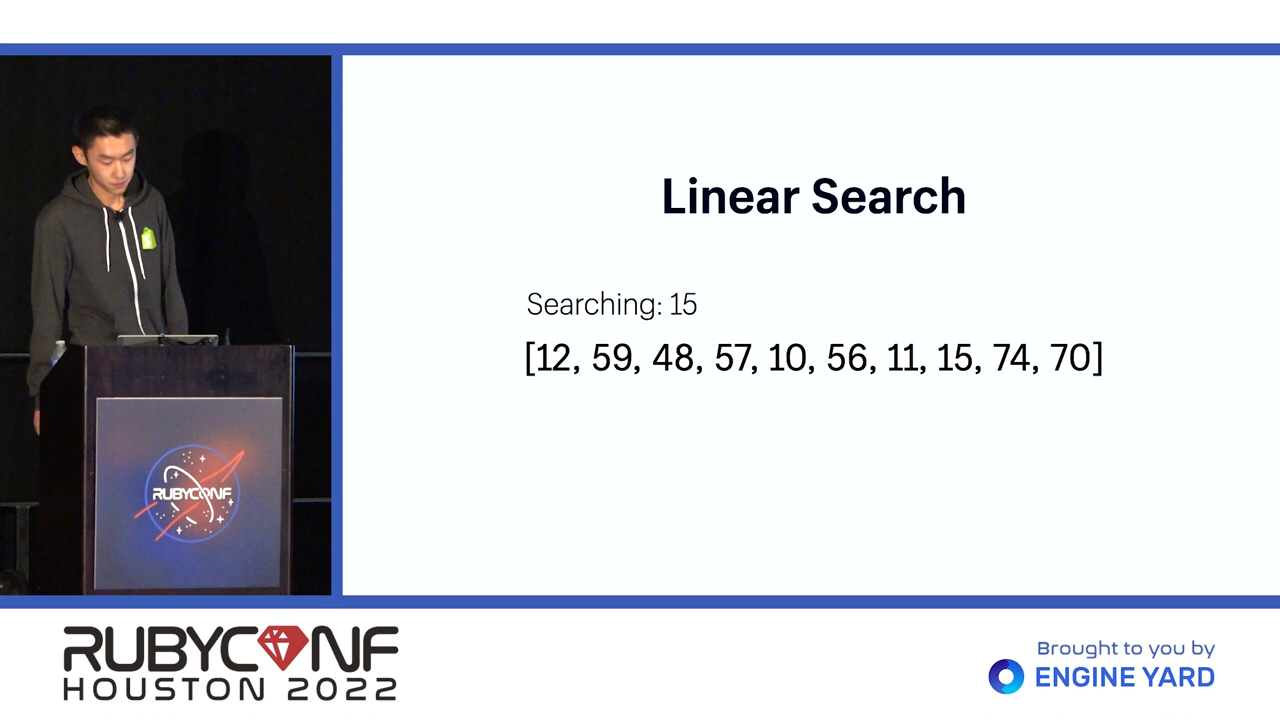 Linear Search
Searching: 15
[12, 59, 48, 57, 10, 56, 11, 15, 74, 70]
RUBYCONF
RUBYCONF
HOUSTON 2022
Brought to you by
ENGINE YARD